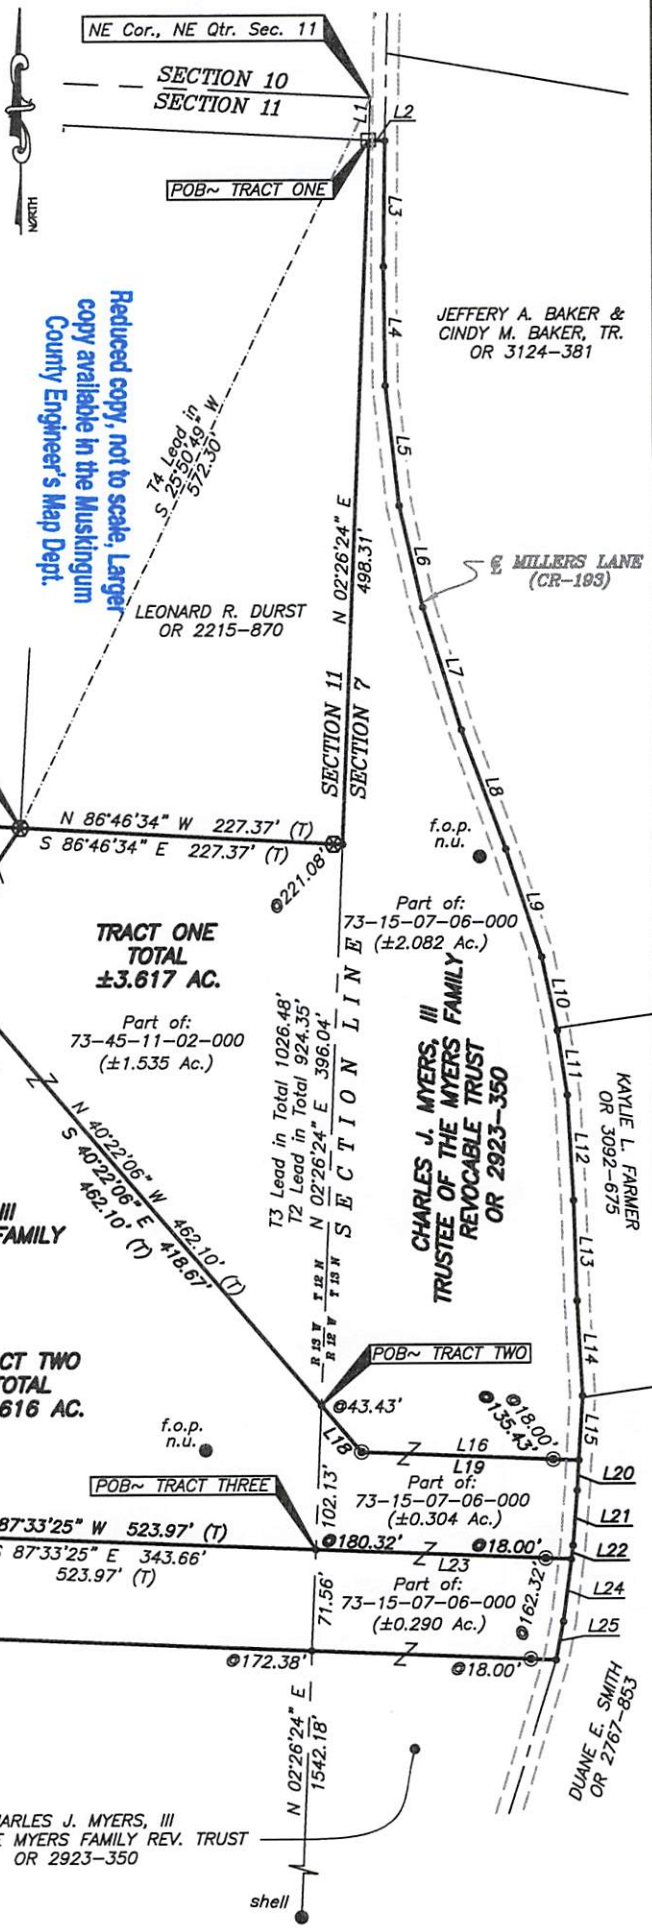 NE Cor., NE Qtr. Sec. 11
SECTION 10
SECTION 11
L1
L2
POB~ TRACT ONE
NORTH
L3
JEFFERY A. BAKER &
CINDY M. BAKER, TR.
OR 3124-381
L4
Reduced copy, not to scale, Larger
copy available in the Muskingum
County Engineer's Map Dept.
T4 Lead in
S 25°50'49" W
572.30'
L5
N 02°26'24" E
498.31'
L6
℄ MILLERS LANE
(CR-193)
LEONARD R. DURST
OR 2215-870
L7
SECTION 11
SECTION 7
L8
N 86°46'34" W 227.37' (T)
S 86°46'34" E 227.37' (T)
f.o.p.
n.u.
@221.08'
L9
Part of:
73-15-07-06-000
(±2.082 Ac.)
TRACT ONE
TOTAL
±3.617 AC.
Part of:
73-45-11-02-000
(±1.535 Ac.)
L10
T3 Lead in Total 1026.48'
T2 Lead in Total 924.35'
N 02°26'24" E 396.04'
SECTION LINE
CHARLES J. MYERS, III
TRUSTEE OF THE MYERS FAMILY
REVOCABLE TRUST
OR 2923-350
L11
KAYLIE L. FARMER
OR 3092-675
L12
N 40°22'06" W 462.10' (T)
S 40°22'06" E 418.67'
462.10' (T)
III
FAMILY
L13
R 13 W T 12 N
R 12 W T 13 N
POB~ TRACT TWO
L14
CT TWO
OTAL
616 AC.
@43.43'
@18.00'
@135.43'
L15
L18
L16
L19
f.o.p.
n.u.
L20
POB~ TRACT THREE
102.13'
Part of:
73-15-07-06-000
(±0.304 Ac.)
L21
87°33'25" W 523.97' (T)
S 87°33'25" E 343.66'
523.97' (T)
@180.32'
@18.00'
L22
L23
71.56'
Part of:
73-15-07-06-000
(±0.290 Ac.)
@162.32'
L24
L25
@172.38'
@18.00'
N 02°26'24" E
1542.18'
DUANE E. SMITH
OR 2767-853
ARLES J. MYERS, III
E MYERS FAMILY REV. TRUST
OR 2923-350
shell